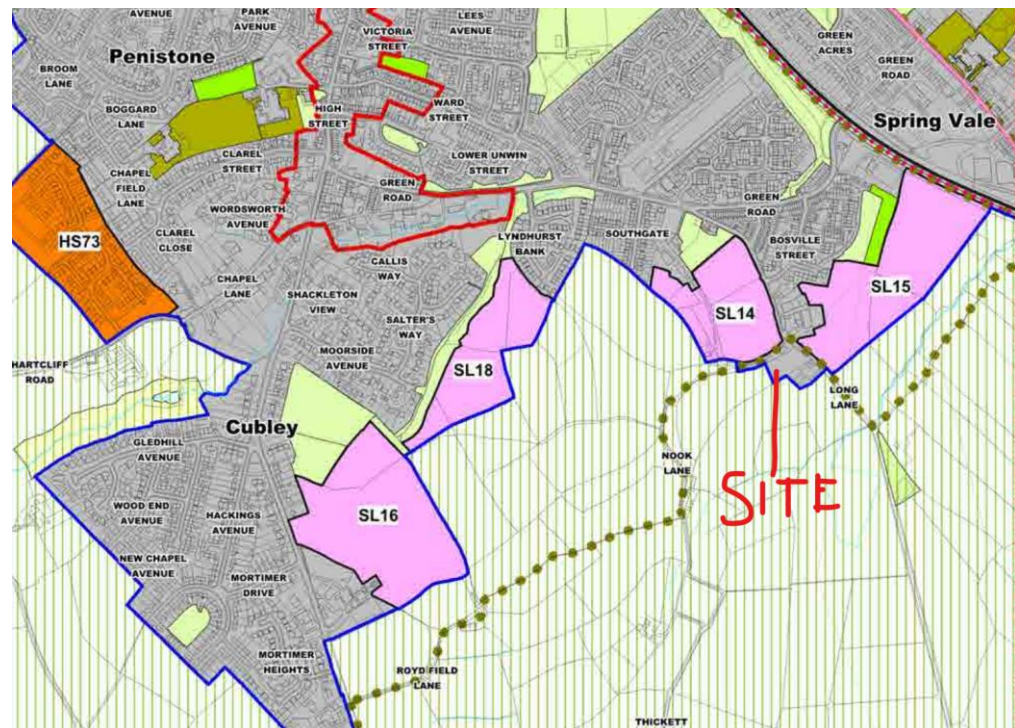 AVENUE
PARK
AVENUE
VICTORIA
STREET
LEES
AVENUE
GREEN
ACRES
Penistone
BROOM
LANE
GREEN
ROAD
BOGGARD
LANE
HIGH
STREET
WARD
STREET
Spring Vale
CLAREL
STREET
LOWER UNWIN
STREET
CHAPEL
FIELD
LANE
GREEN
ROAD
GREEN
ROAD
WORDSWORTH
AVENUE
HS73
CLAREL
CLOSE
LYNDHURST
BANK
SOUTHGATE
BOSVILLE
STREET
CALLIS
WAY
CHAPEL
LANE
SHACKLETON
VIEW
SL15
SALTER'S
WAY
SL14
MOORSIDE
AVENUE
HARTCLIFF
ROAD
SL18
LONG
LANE
Cubley
GLEDHILL
AVENUE
NOOK
LANE
SITE
WOOD END
AVENUE
HACKINGS
AVENUE
SL16
NEW CHAPEL
AVENUE
MORTIMER
DRIVE
MORTIMER
HEIGHTS
ROYD FIELD
LANE
THICKETT